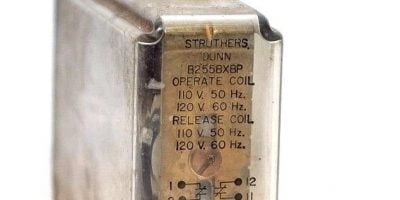 STRUTHERS
DUNN
B255BXBP
OPERATE COIL
110 V. 50 Hz.
120 V. 60 Hz.
RELEASE COIL
110 V. 50 Hz.
120 V. 60 Hz.
1 12
11